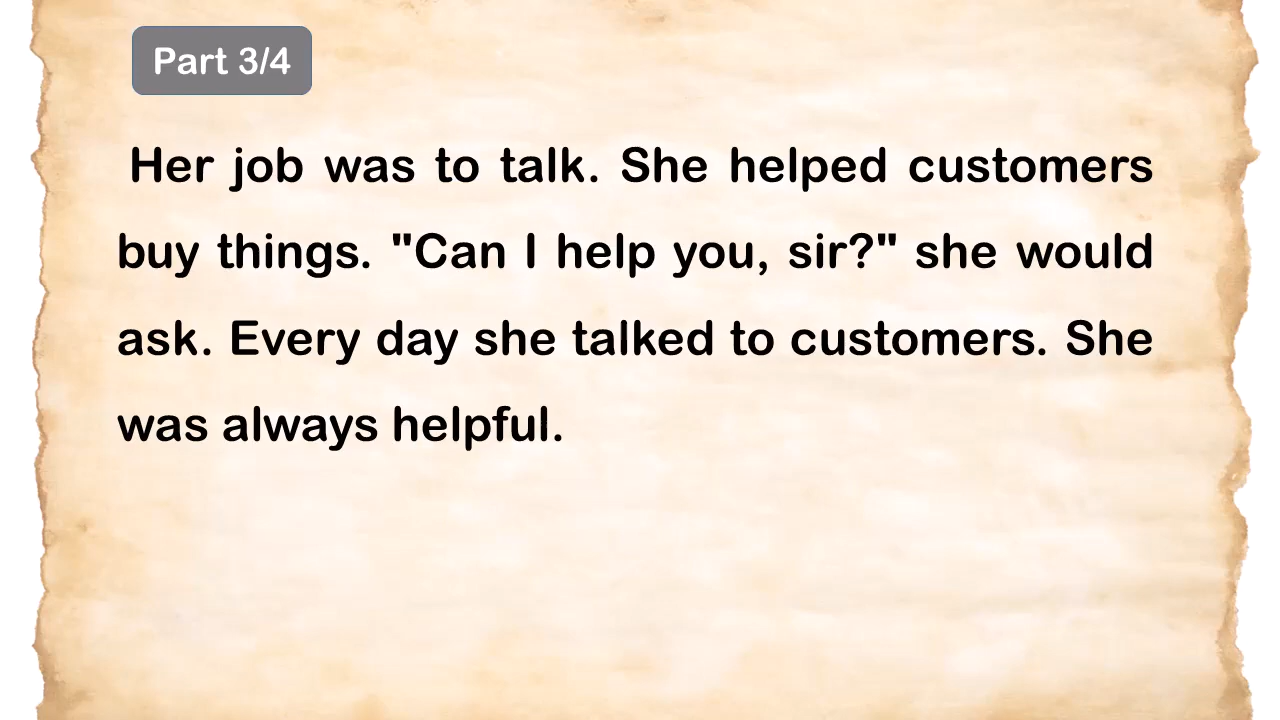 Part 3/4
Her job was to talk. She helped customers
buy things. "Can I help you, sir?" she would
ask. Every day she talked to customers. She
was always helpful.